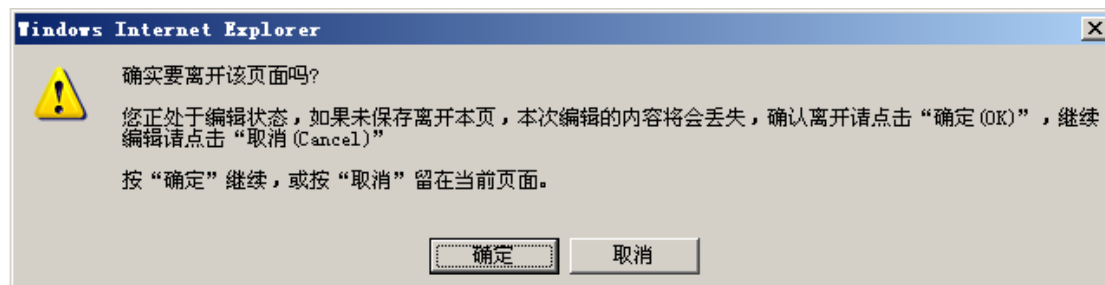 Windows Internet Explorer
确实要离开该页面吗?
您正处于编辑状态，如果未保存离开本页，本次编辑的内容将会丢失，确认离开请点击“确定(OK)”，继续
编辑请点击“取消(Cancel)”
按“确定”继续，或按“取消”留在当前页面。
确定
取消